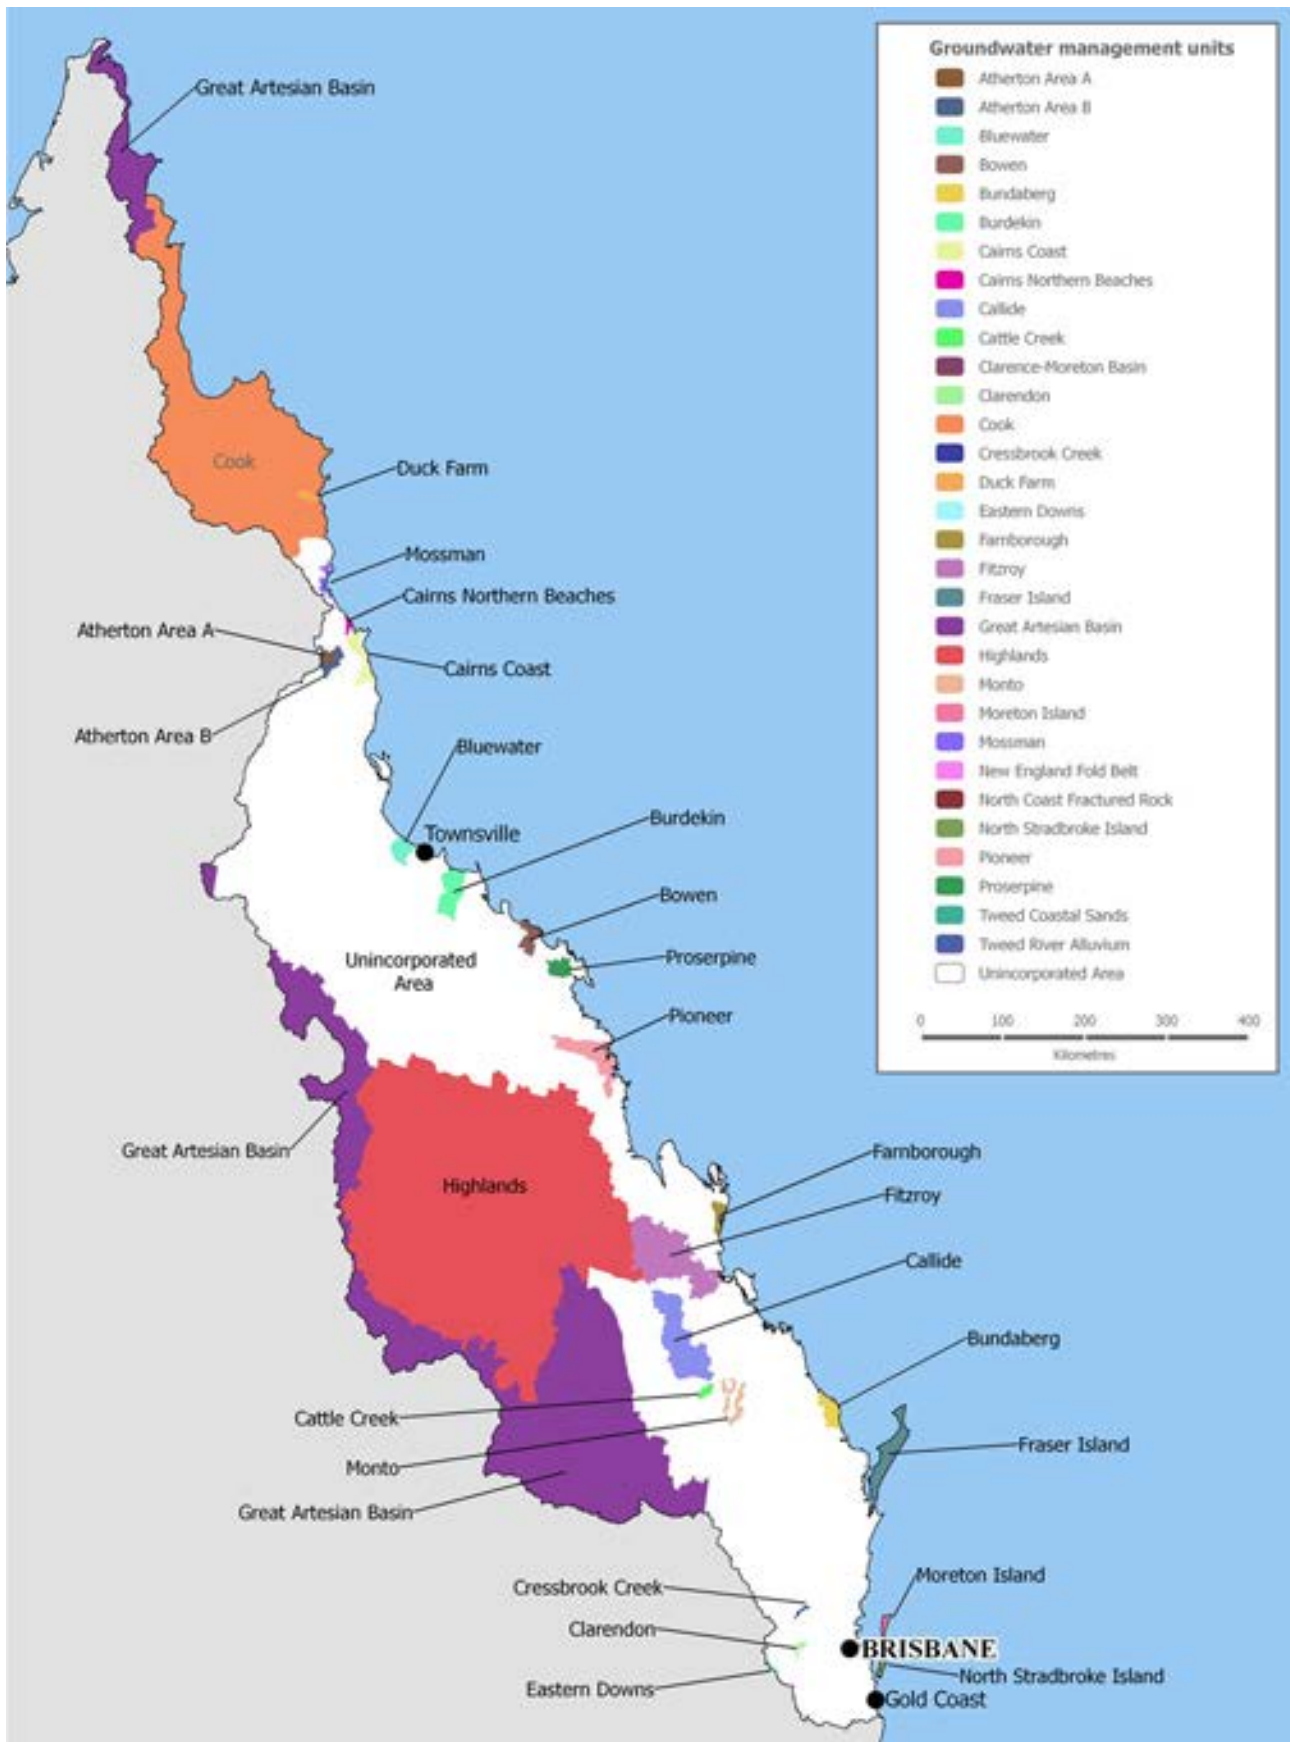 Great Artesian Basin
Cook
Duck Farm
Mossman
Cairns Northern Beaches
Atherton Area A
Cairns Coast
Atherton Area B
Bluewater
Burdekin
Townsville
Bowen
Unincorporated
Area
Proserpine
Pioneer
Great Artesian Basin
Highlands
Farnborough
Fitzroy
Callide
Bundaberg
Cattle Creek
Fraser Island
Monto
Great Artesian Basin
Cressbrook Creek
Moreton Island
Clarendon
BRISBANE
North Stradbroke Island
Eastern Downs
Gold Coast
Groundwater management units
Atherton Area A
Atherton Area B
Bluewater
Bowen
Bundaberg
Burdekin
Cairns Coast
Cairns Northern Beaches
Callide
Cattle Creek
Clarence-Moreton Basin
Clarendon
Cook
Cressbrook Creek
Duck Farm
Eastern Downs
Farnborough
Fitzroy
Fraser Island
Great Artesian Basin
Highlands
Monto
Moreton Island
Mossman
New England Fold Belt
North Coast Fractured Rock
North Stradbroke Island
Pioneer
Proserpine
Tweed Coastal Sands
Tweed River Alluvium
Unincorporated Area
0 100 200 300 400
Kilometres